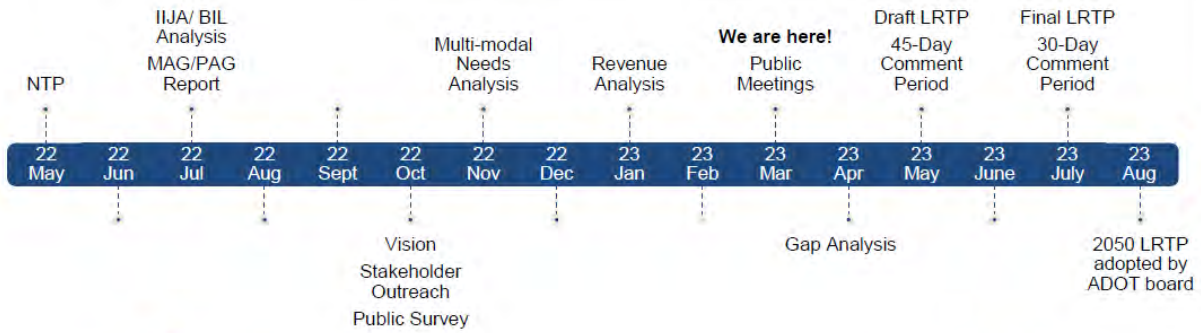 IIJA/ BIL
Analysis
MAG/PAG
Report
NTP
Multi-modal
Needs
Analysis
Revenue
Analysis
We are here!
Public
Meetings
Draft LRTP
45-Day
Comment
Period
Final LRTP
30-Day
Comment
Period
22 May
22 Jun
22 Jul
22 Aug
22 Sept
22 Oct
22 Nov
22 Dec
23 Jan
23 Feb
23 Mar
23 Apr
23 May
23 June
23 July
23 Aug
Vision
Stakeholder
Outreach
Public Survey
Gap Analysis
2050 LRTP
adopted by
ADOT board